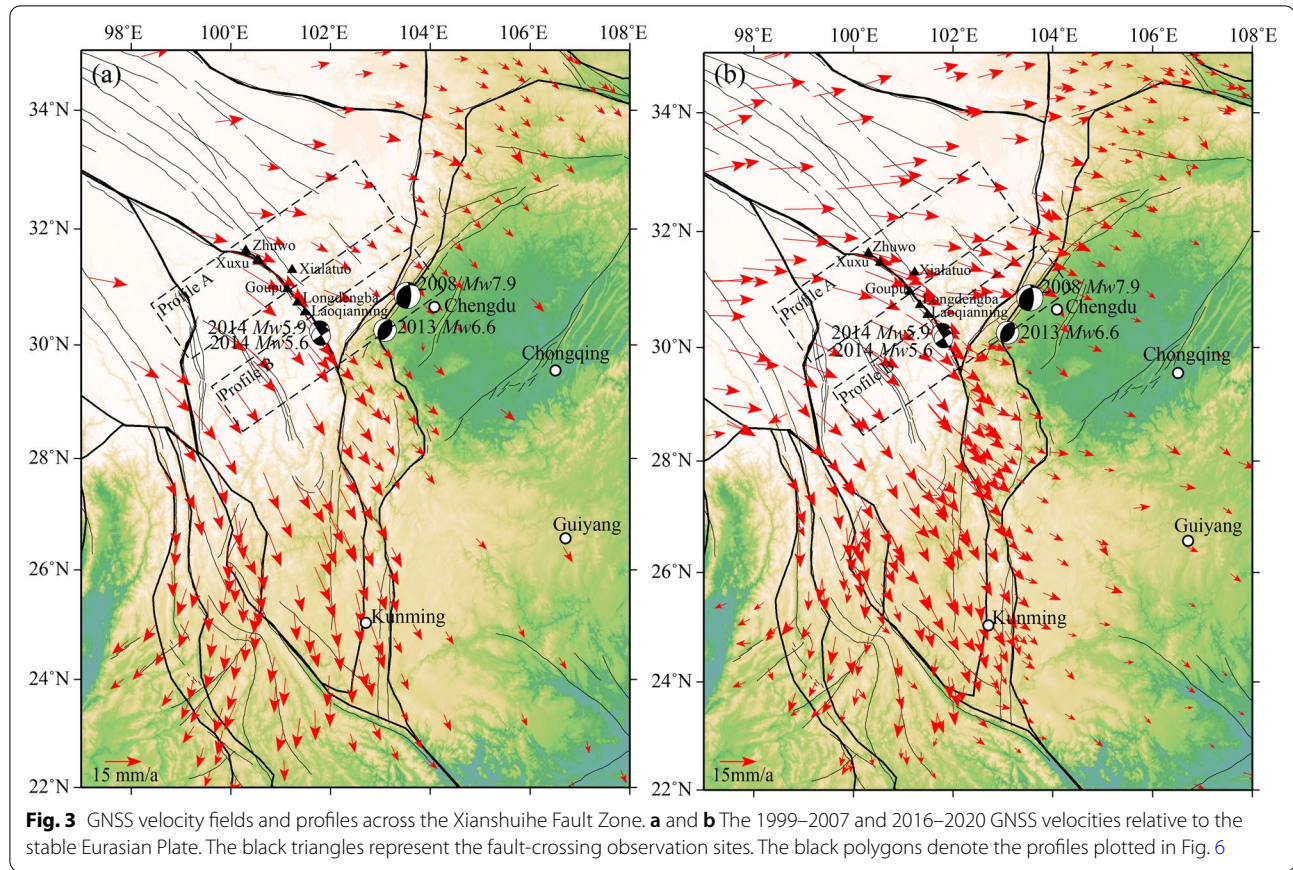 98°E 100°E 102°E 104°E 106°E 108°E
98°E 100°E 102°E 104°E 106°E 108°E
(a)
34°N
32°N
30°N
28°N
26°N
24°N
22°N
Zhuwo
Xuxu
Xialatuo
Goupu
Longdengba
Laoqianning
Profile A
Profile B
2008 Mw7.9
Chengdu
2013 Mw6.6
2014 Mw5.9
2014 Mw5.6
Chongqing
Guiyang
Kunming
15 mm/a
(b)
34°N
32°N
30°N
28°N
26°N
24°N
22°N
Zhuwo
Xuxu
Xialatuo
Goupu
Longdengba
Laoqianning
Profile A
Profile B
2008 Mw7.9
Chengdu
2013 Mw6.6
2014 Mw5.9
2014 Mw5.6
Chongqing
Guiyang
Kunming
15mm/a
Fig. 3 GNSS velocity fields and profiles across the Xianshuihe Fault Zone. a and b The 1999–2007 and 2016–2020 GNSS velocities relative to the
stable Eurasian Plate. The black triangles represent the fault-crossing observation sites. The black polygons denote the profiles plotted in Fig. 6